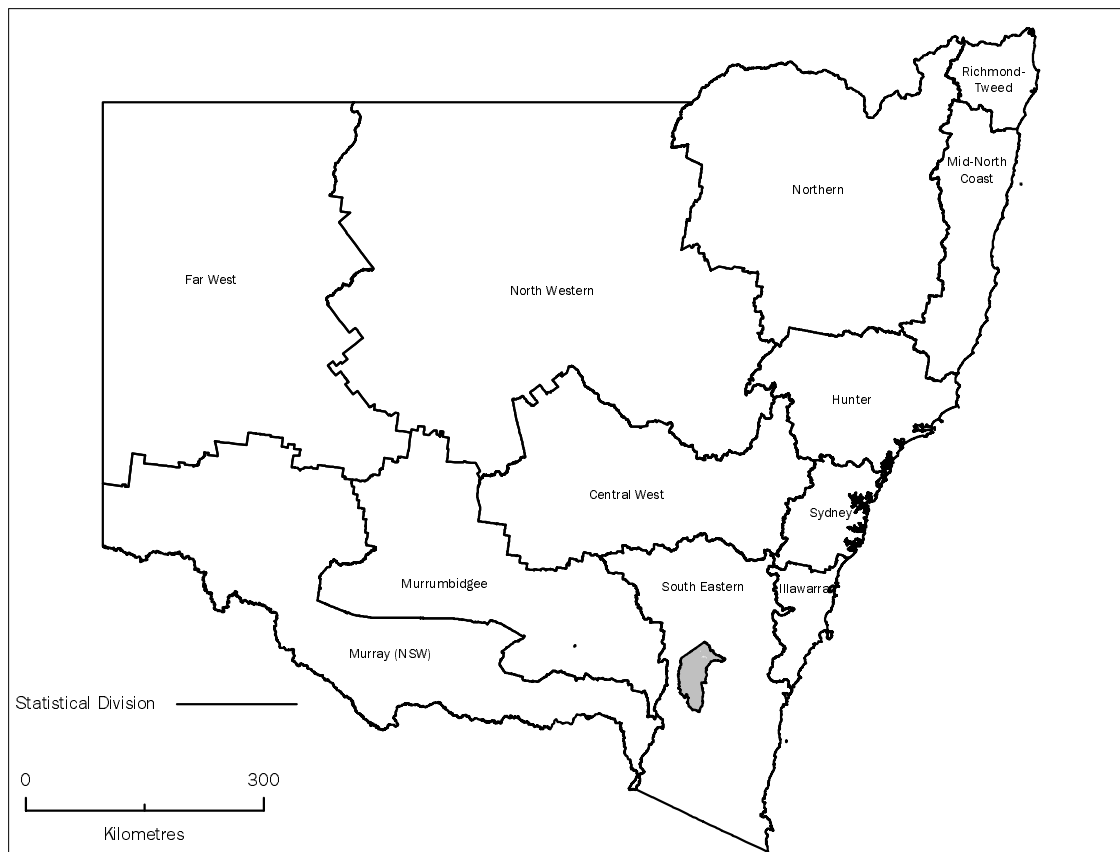 Richmond-
Tweed
Mid-North
Coast
Northern
Far West
North Western
Hunter
Central West
Sydney
Murrumbidgee
South Eastern
Illawarra
Murray (NSW)
Statistical Division
0 300
Kilometres